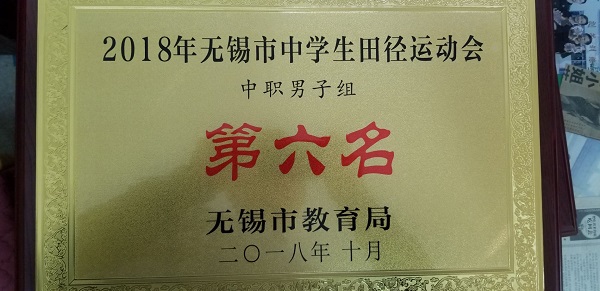 2018年无锡市中学生田径运动会
中职男子组
第六名
无锡市教育局
二〇一八年 十月